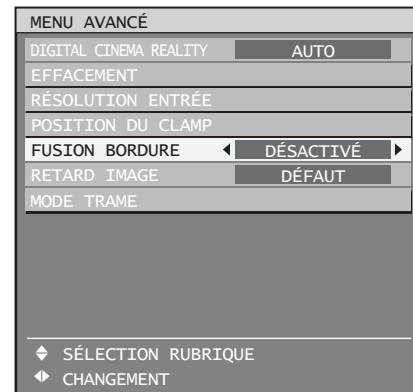 MENU AVANCÉ
DIGITAL CINEMA REALITY AUTO
EFFACEMENT
RÉSOLUTION ENTRÉE
POSITION DU CLAMP
FUSION BORDURE DÉSACTIVÉ
RETARD IMAGE DÉFAUT
MODE TRAME
SÉLECTION RUBRIQUE
CHANGEMENT